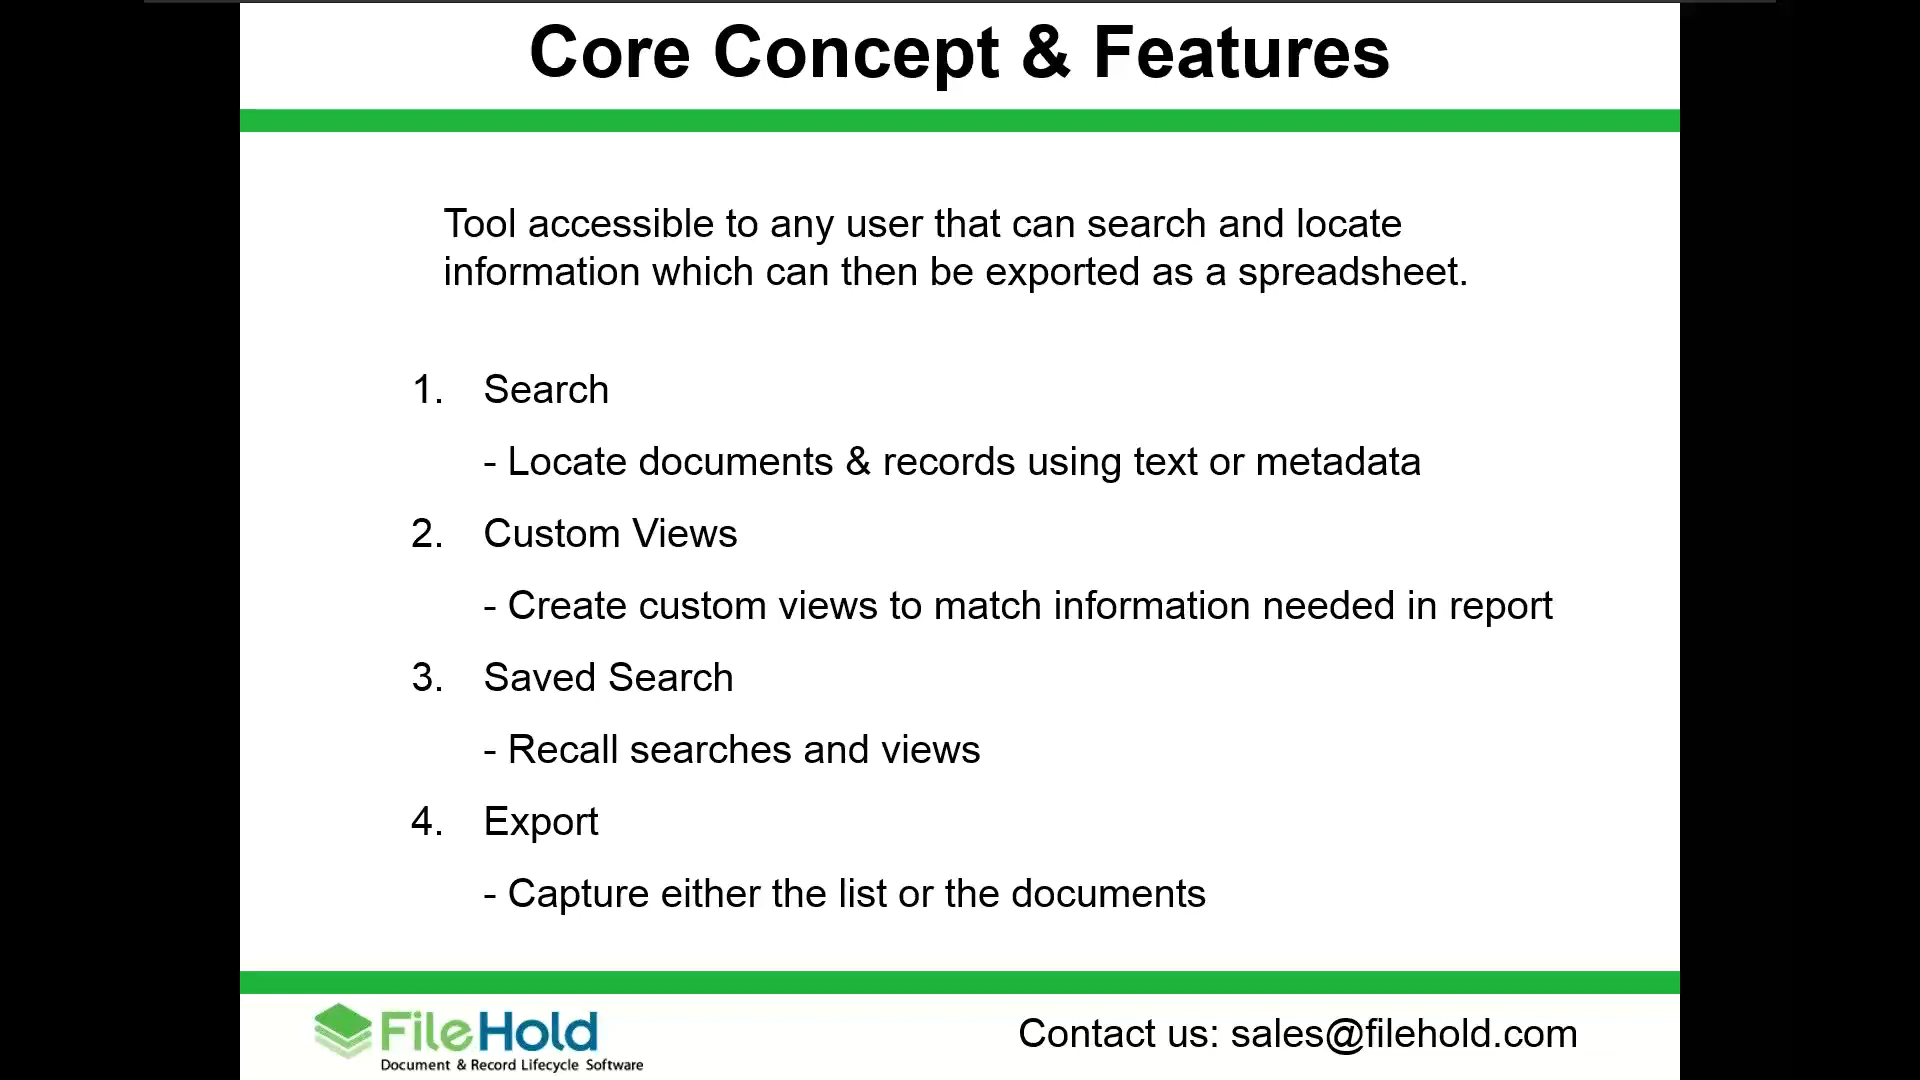 Core Concept & Features
Tool accessible to any user that can search and locate
information which can then be exported as a spreadsheet.
1. Search
- Locate documents & records using text or metadata
2. Custom Views
- Create custom views to match information needed in report
3. Saved Search
- Recall searches and views
4. Export
- Capture either the list or the documents
FileHold
Document & Record Lifecycle Software
Contact us: sales@filehold.com